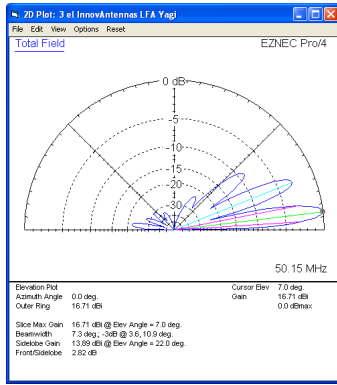 2D Plot: 3 el InnovAntennas LFA Yagi
File Edit View Options Reset
Total Field
EZNEC Pro/4
0 dB
-5
-10
-15
-20
-30
50.15 MHz
Elevation Plot
Cursor Elev 7.0 deg.
Azimuth Angle 0.0 deg.
Gain 16.71 dBi
Outer Ring 16.71 dBi
0.0 dBmax
Slice Max Gain 16.71 dBi @ Elev Angle = 7.0 deg.
Beamwidth 7.3 deg.; -3dB @ 3.6, 10.9 deg.
Sidelobe Gain 13.89 dBi @ Elev Angle = 22.0 deg.
Front/Sidelobe 2.82 dB